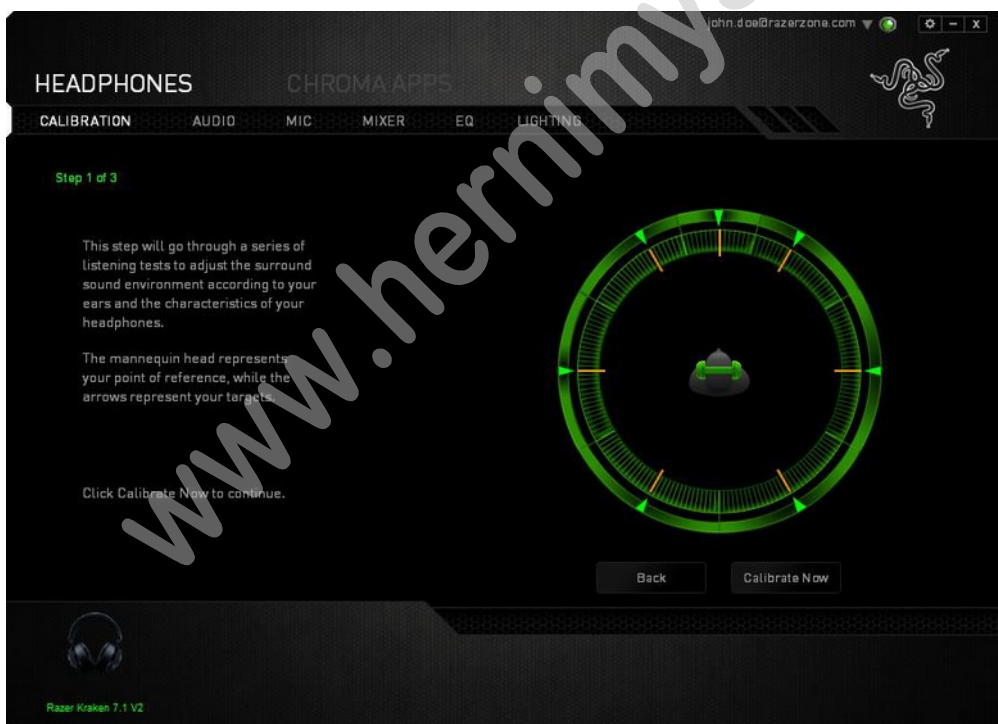 john.doe@razerzone.com
HEADPHONES CHROMA APPS
CALIBRATION AUDIO MIC MIXER EQ LIGHTING
Step 1 of 3
This step will go through a series of
listening tests to adjust the surround
sound environment according to your
ears and the characteristics of your
headphones.
The mannequin head represents
your point of reference, while the
arrows represent your targets.
Click Calibrate Now to continue.
Back Calibrate Now
Razer Kraken 7.1 V2
www.hernimy